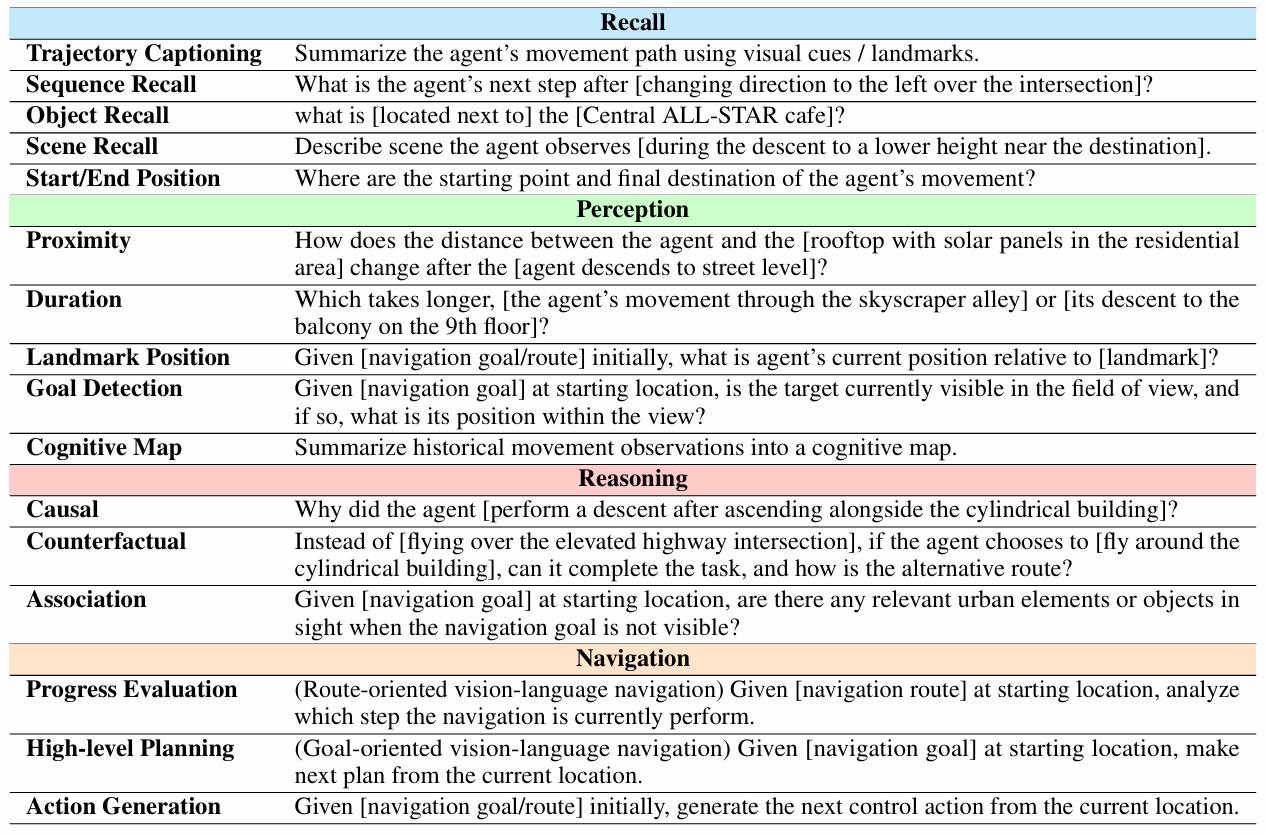 Recall
Trajectory Captioning Summarize the agent's movement path using visual cues / landmarks.
Sequence Recall What is the agent's next step after [changing direction to the left over the intersection]?
Object Recall what is [located next to] the [Central ALL-STAR cafe]?
Scene Recall Describe scene the agent observes [during the descent to a lower height near the destination].
Start/End Position Where are the starting point and final destination of the agent's movement?
Perception
Proximity How does the distance between the agent and the [rooftop with solar panels in the residential
area] change after the [agent descends to street level]?
Duration Which takes longer, [the agent's movement through the skyscraper alley] or [its descent to the
balcony on the 9th floor]?
Landmark Position Given [navigation goal/route] initially, what is agent's current position relative to [landmark]?
Goal Detection Given [navigation goal] at starting location, is the target currently visible in the field of view, and
if so, what is its position within the view?
Cognitive Map Summarize historical movement observations into a cognitive map.
Reasoning
Causal Why did the agent [perform a descent after ascending alongside the cylindrical building]?
Counterfactual Instead of [flying over the elevated highway intersection], if the agent chooses to [fly around the
cylindrical building], can it complete the task, and how is the alternative route?
Association Given [navigation goal] at starting location, are there any relevant urban elements or objects in
sight when the navigation goal is not visible?
Navigation
Progress Evaluation (Route-oriented vision-language navigation) Given [navigation route] at starting location, analyze
which step the navigation is currently perform.
High-level Planning (Goal-oriented vision-language navigation) Given [navigation goal] at starting location, make
next plan from the current location.
Action Generation Given [navigation goal/route] initially, generate the next control action from the current location.